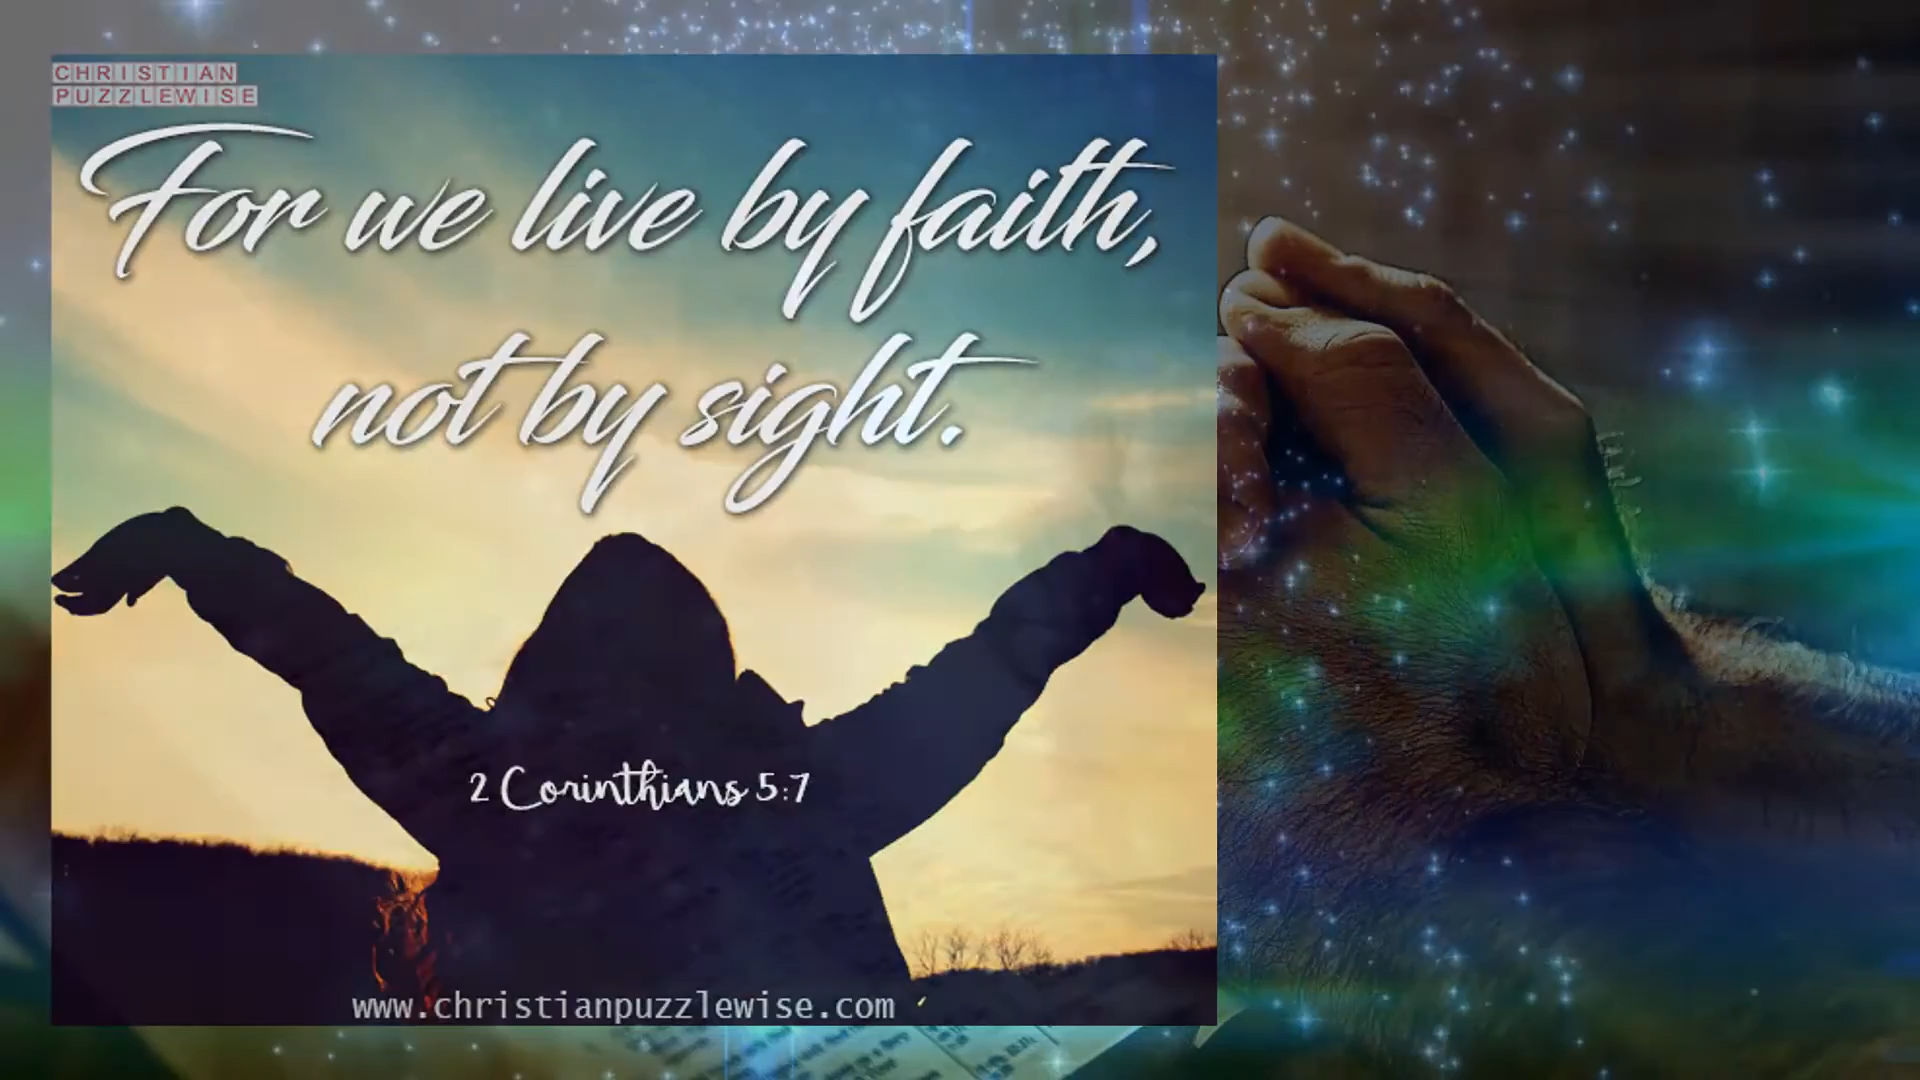 CHRISTIAN
PUZZLEWISE
For we live by faith,
not by sight.
2 Corinthians 5:7
www.christianpuzzlewise.com